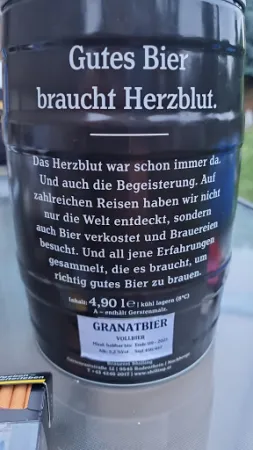 Gutes Bier
braucht Herzblut.
Das Herzblut war schon immer da.
Und auch die Begeisterung. Auf
zahlreichen Reisen haben wir nicht
nur die Welt entdeckt, sondern
auch Bier verkostet und Brauereien
besucht. Und all jene Erfahrungen
gesammelt, die es braucht, um
richtig gutes Bier zu brauen.
Inhalt: 4,90 l e / kühl lagern (8°C)
A – enthält Gerstenmalz.
GRANATBIER
VOLLBIER
Brauerei Shilling